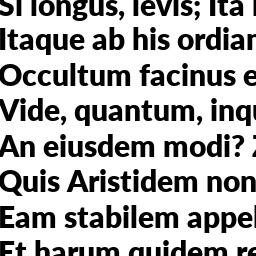 Si longus, levis; Ita
Itaque ab his ordian
Occultum facinus e
Vide, quantum, inqu
An eiusdem modi?
Quis Aristidem non
Eam stabilem appel
Et harum quidem re